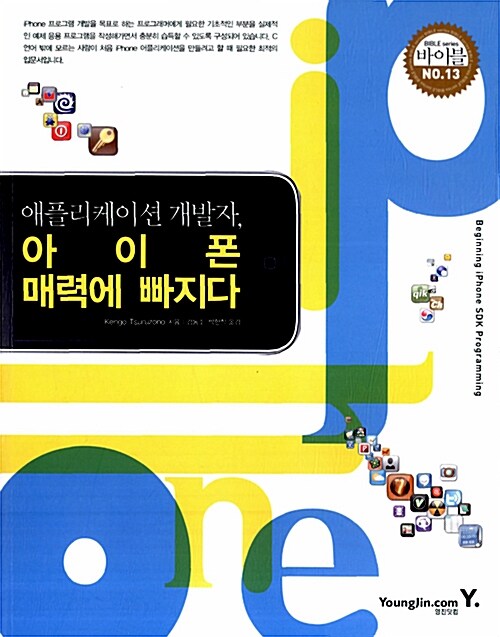 iPhone 프로그램 개발을 목표로 하는 프로그래머에게 필요한 기초적인 부분을 실제적
인 예제 응용 프로그램을 작성해가면서 충분히 습득할 수 있도록 구성되어 있습니다. C
언어 밖에 모르는 사람이 처음 iPhone 어플리케이션을 만들려고 할 때 필요한 최적의
입문서입니다.
BIBLE series
바이블
NO.13
iPhone
애플리케이션 개발자,
아이폰
매력에 빠지다
Kengo Tsuruzono
Beginning iPhone SDK Programming
YoungJin.com Y.
영진닷컴